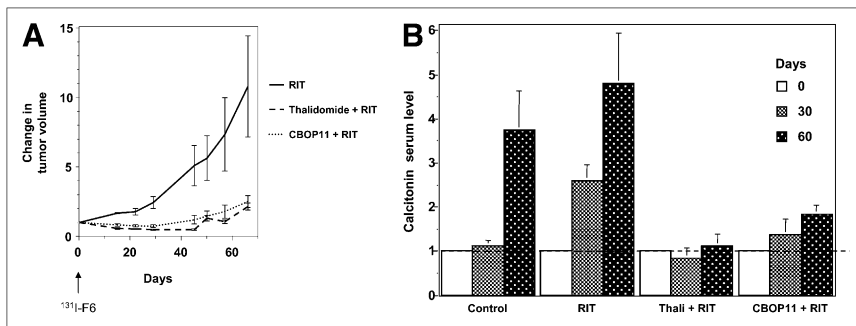 A
Change in
tumor volume
15
10
5
0
0
20
40
60
Days
¹³¹I-F6
RIT
Thalidomide + RIT
CBOP11 + RIT
B
Calcitonin serum level
6
5
4
3
2
1
0
Days
0
30
60
Control
RIT
Thali + RIT
CBOP11 + RIT